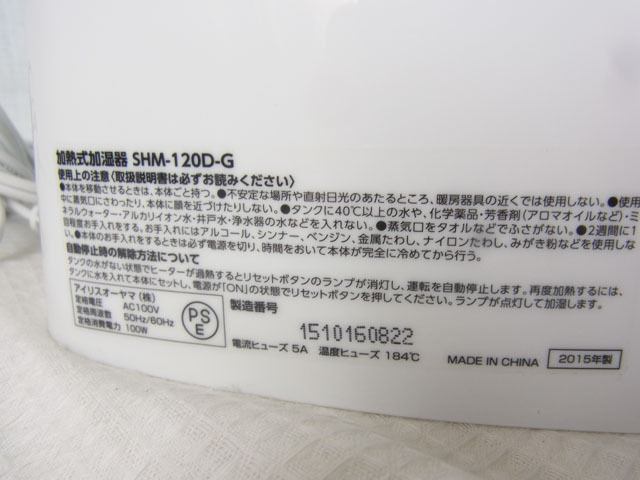 加熱式加湿器 SHM-120D-G
使用上の注意〈取扱説明書は必ずお読みください〉
●本体を移動させるときは、本体ごと持つ。●不安定な場所や直射日光のあたるところ、暖房器具の近くでは使用しない。●使用
中に蒸気口にさわったり、本体に顔を近づけたりしない。●タンクに40℃以上の水や、化学薬品・芳香剤(アロマオイルなど)・ミ
ネラルウォーター・アルカリイオン水・井戸水・浄水器の水などを入れない。●蒸気口をタオルなどでふさがない。●2週間に1
回程度お手入れをする。お手入れにはアルコール、シンナー、ベンジン、金属たわし、ナイロンたわし、みがき粉などを使用しな
い。●お手入れをするときは必ず電源を切り、時間をおいて本体が完全に冷めてから行う。
自動停止時の解除方法について
タンクの水がない状態でヒーターが過熱するとリセットボタンのランプが消灯し、運転を自動停止します。再度加熱するには、
タンクに水を入れて本体にセットし、電源が「ON」の状態でリセットボタンを押してください。ランプが点灯して加湿します。
アイリスオーヤマ(株)
定格電圧 AC100V
定格周波数 50Hz/60Hz
定格消費電力 100W
PS
E
製造番号
1510160822
電流ヒューズ 5A 温度ヒューズ 184℃
MADE IN CHINA
2015年製